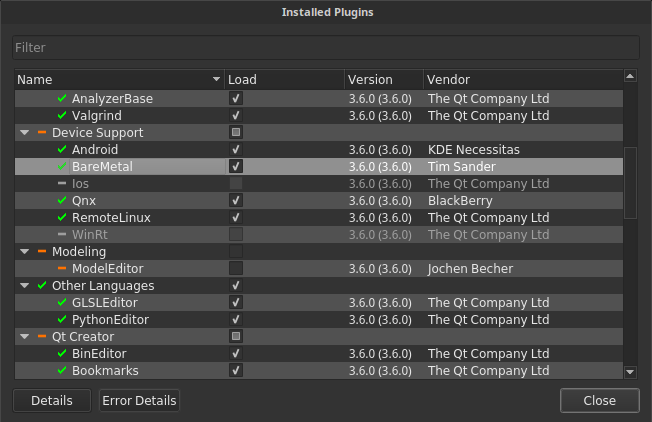 Installed Plugins
Filter
Name Load Version Vendor
AnalyzerBase 3.6.0 (3.6.0) The Qt Company Ltd
Valgrind 3.6.0 (3.6.0) The Qt Company Ltd
Device Support
Android 3.6.0 (3.6.0) KDE Necessitas
BareMetal 3.6.0 (3.6.0) Tim Sander
Ios 3.6.0 (3.6.0) The Qt Company Ltd
Qnx 3.6.0 (3.6.0) BlackBerry
RemoteLinux 3.6.0 (3.6.0) The Qt Company Ltd
WinRt 3.6.0 (3.6.0) The Qt Company Ltd
Modeling
ModelEditor 3.6.0 (3.6.0) Jochen Becher
Other Languages
GLSLEditor 3.6.0 (3.6.0) The Qt Company Ltd
PythonEditor 3.6.0 (3.6.0) The Qt Company Ltd
Qt Creator
BinEditor 3.6.0 (3.6.0) The Qt Company Ltd
Bookmarks 3.6.0 (3.6.0) The Qt Company Ltd
Details Error Details Close